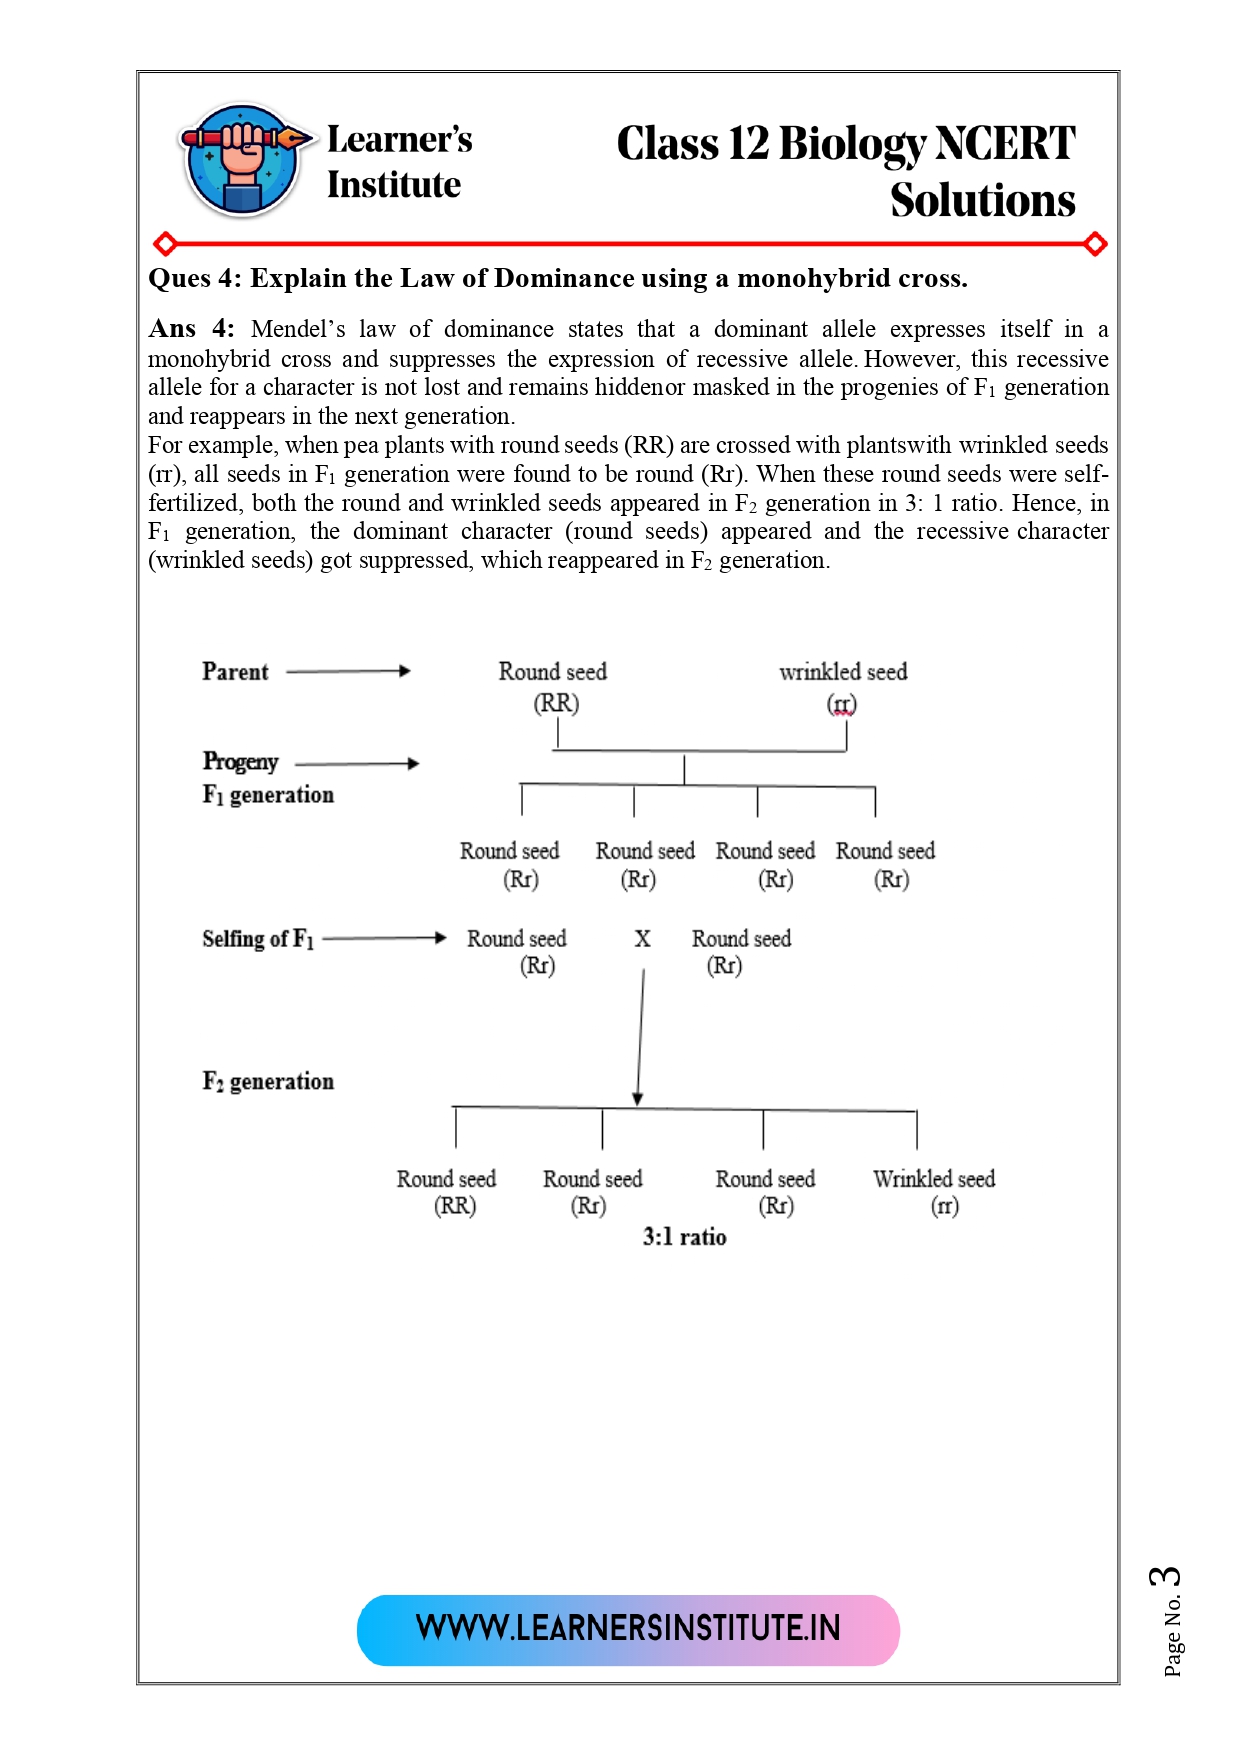 Learner's
Institute
Class 12 Biology NCERT
Solutions
Ques 4: Explain the Law of Dominance using a monohybrid cross.
Ans 4: Mendel's law of dominance states that a dominant allele expresses itself in a
monohybrid cross and suppresses the expression of recessive allele. However, this recessive
allele for a character is not lost and remains hiddenor masked in the progenies of F₁ generation
and reappears in the next generation.
For example, when pea plants with round seeds (RR) are crossed with plantswith wrinkled seeds
(rr), all seeds in F₁ generation were found to be round (Rr). When these round seeds were self-
fertilized, both the round and wrinkled seeds appeared in F₂ generation in 3: 1 ratio. Hence, in
F₁ generation, the dominant character (round seeds) appeared and the recessive character
(wrinkled seeds) got suppressed, which reappeared in F₂ generation.
Parent Round seed wrinkled seed
(RR) (rr)
Progeny
F₁ generation
Round seed Round seed Round seed Round seed
(Rr) (Rr) (Rr) (Rr)
Selfing of F₁ Round seed X Round seed
(Rr) (Rr)
F₂ generation
Round seed Round seed Round seed Wrinkled seed
(RR) (Rr) (Rr) (rr)
3:1 ratio
WWW.LEARNERSINSTITUTE.IN
Page No. 3